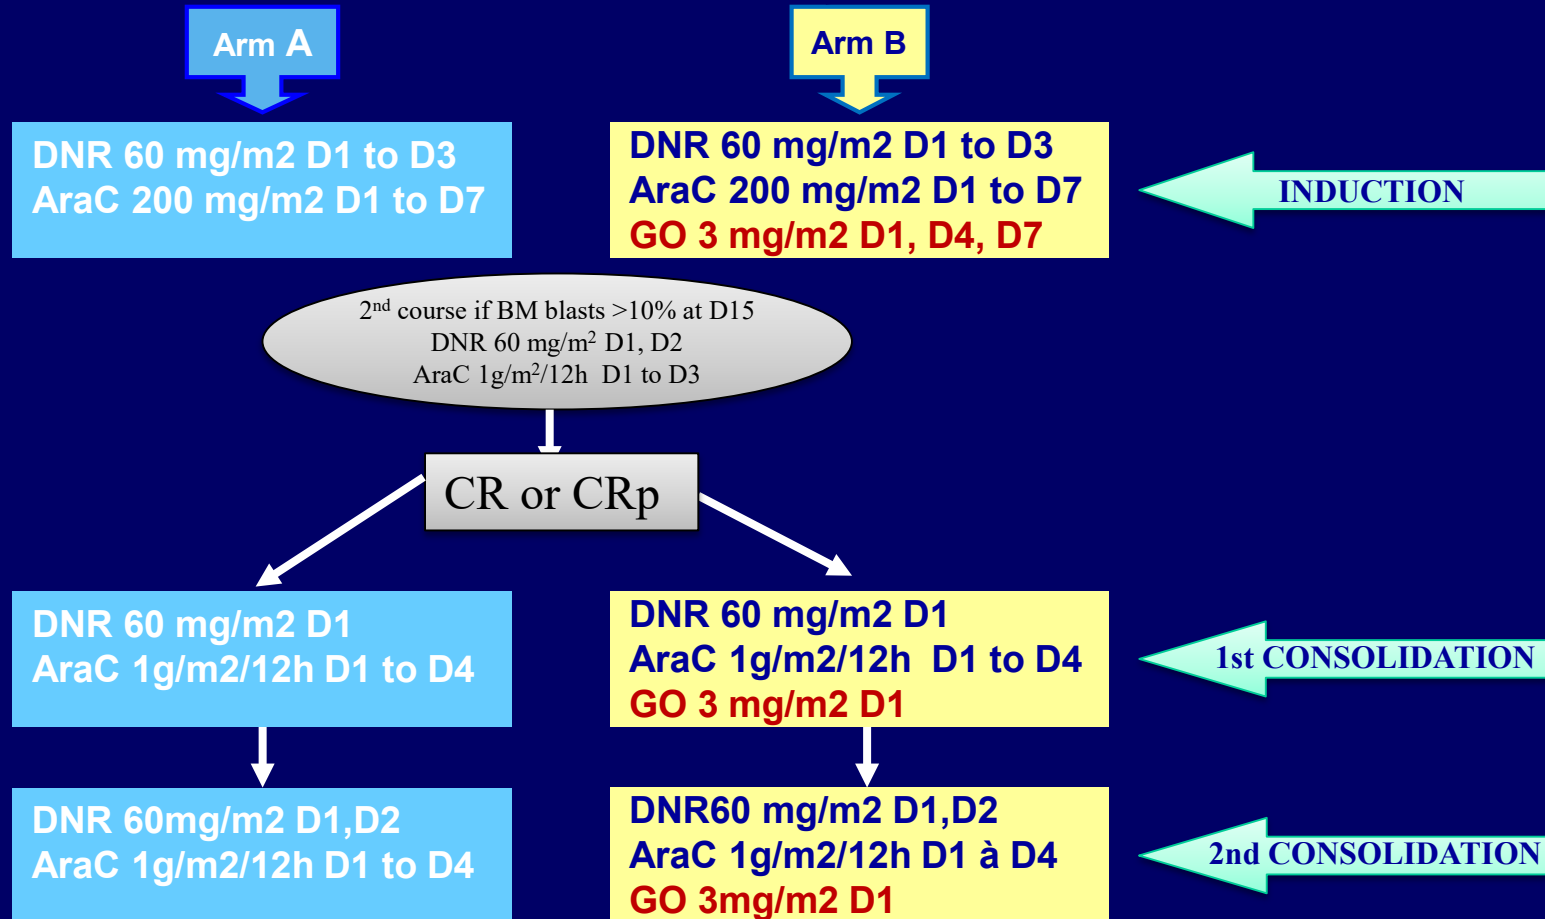 Arm A
Arm B
DNR 60 mg/m2 D1 to D3
AraC 200 mg/m2 D1 to D7
DNR 60 mg/m2 D1 to D3
AraC 200 mg/m2 D1 to D7
GO 3 mg/m2 D1, D4, D7
INDUCTION
2nd course if BM blasts >10% at D15
DNR 60 mg/m2 D1, D2
AraC 1g/m2/12h D1 to D3
CR or CRp
DNR 60 mg/m2 D1
AraC 1g/m2/12h D1 to D4
DNR 60 mg/m2 D1
AraC 1g/m2/12h D1 to D4
GO 3 mg/m2 D1
1st CONSOLIDATION
DNR 60mg/m2 D1,D2
AraC 1g/m2/12h D1 to D4
DNR60 mg/m2 D1,D2
AraC 1g/m2/12h D1 à D4
GO 3mg/m2 D1
2nd CONSOLIDATION